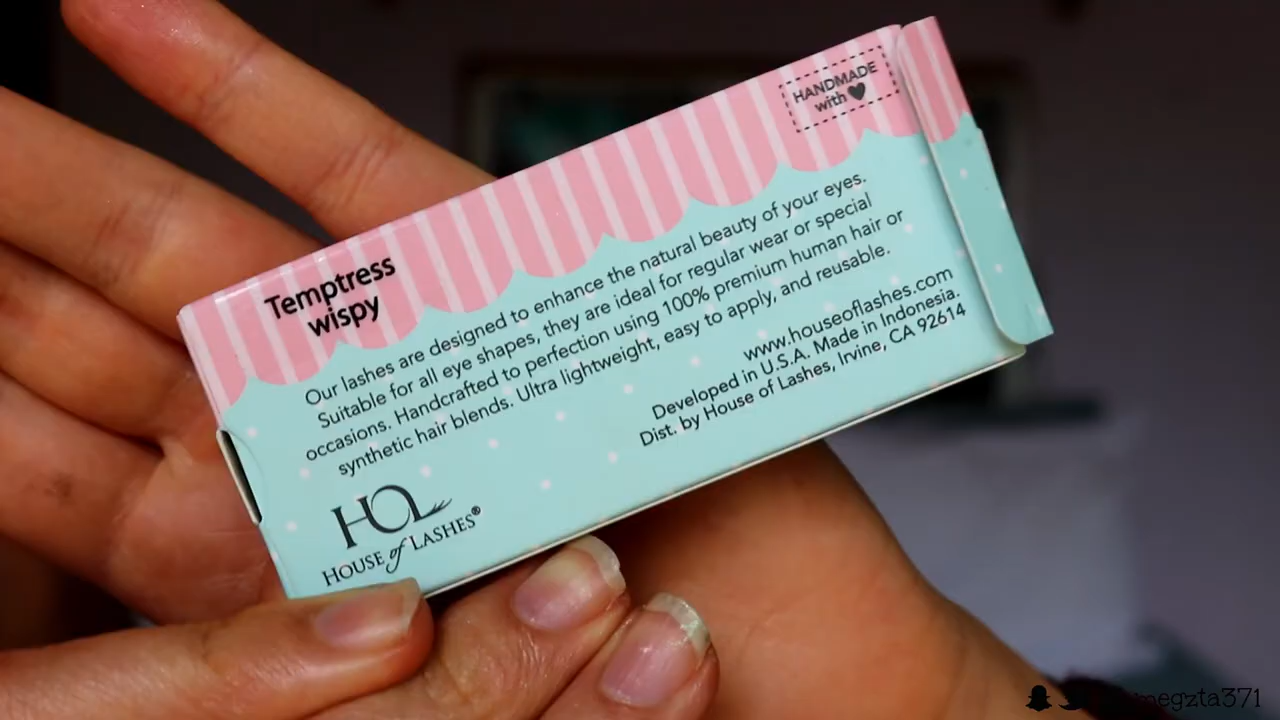 HANDMADE
with
Temptress
wispy
Our lashes are designed to enhance the natural beauty of your eyes.
Suitable for all eye shapes, they are ideal for regular wear or special
occasions. Handcrafted to perfection using 100% premium human hair or
synthetic hair blends. Ultra lightweight, easy to apply, and reusable.
www.houseoflashes.com
Developed in U.S.A. Made in Indonesia.
Dist. by House of Lashes, Irvine, CA 92614
HOL
HOUSE of LASHES®
megzta371